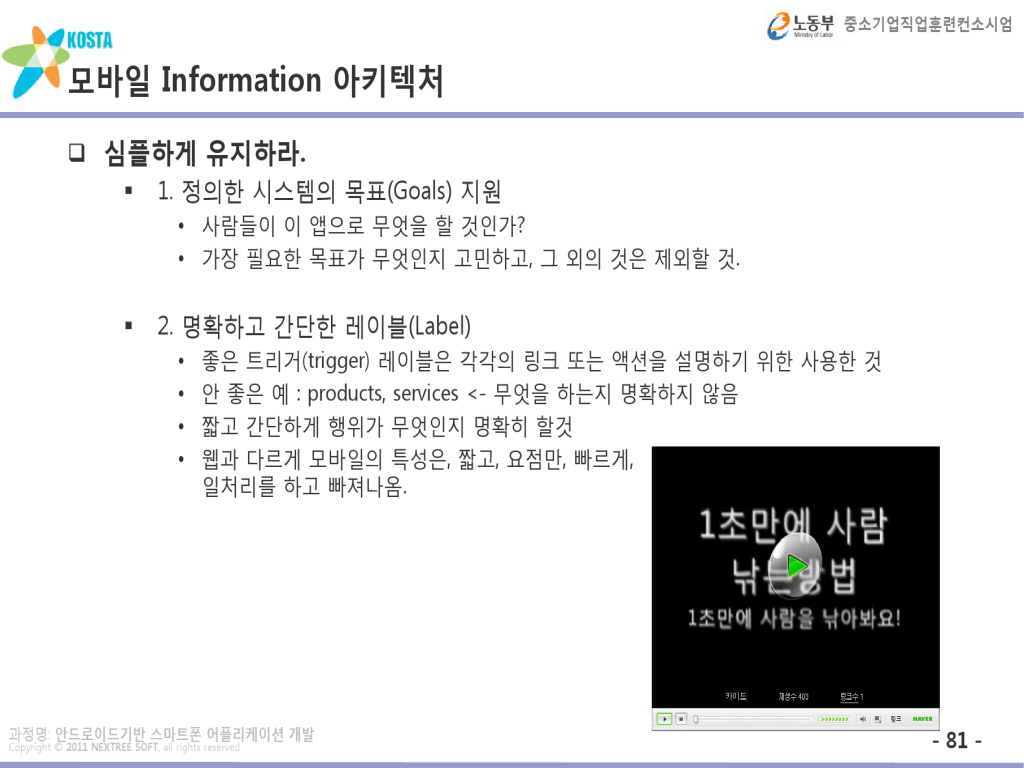 노동부 중소기업직업훈련컨소시엄
Ministry of Labor
KOSTA
모바일 Information 아키텍처
심플하게 유지하라.
1. 정의한 시스템의 목표(Goals) 지원
사람들이 이 앱으로 무엇을 할 것인가?
가장 필요한 목표가 무엇인지 고민하고, 그 외의 것은 제외할 것.
2. 명확하고 간단한 레이블(Label)
좋은 트리거(trigger) 레이블은 각각의 링크 또는 액션을 설명하기 위한 사용한 것
안 좋은 예 : products, services <- 무엇을 하는지 명확하지 않음
짧고 간단하게 행위가 무엇인지 명확히 할것
웹과 다르게 모바일의 특성은, 짧고, 요점만, 빠르게,
일처리를 하고 빠져나옴.
1초만에 사람
낚는방법
1초만에 사람을 낚아봐요!
카이드 재생수 403 링크수 1
링크 NAVER
과정명: 안드로이드기반 스마트폰 어플리케이션 개발
Copyright © 2011 NEXTREE SOFT, all rights reserved
- 81 -